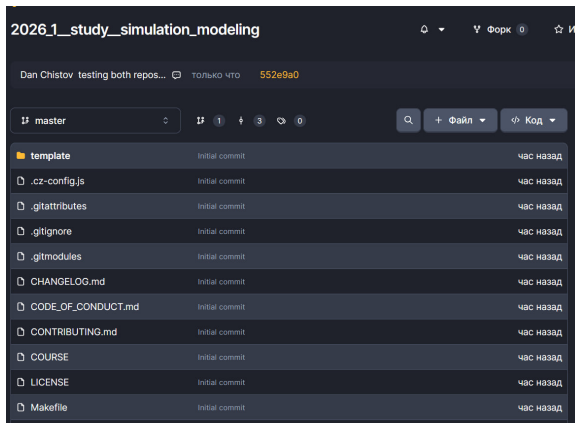 2026_1__study__simulation_modeling
Форк 0
Dan Chistov testing both repos... только что 552e9a0
master 1 3 0 + Файл </> Код
template Initial commit час назад
.cz-config.js Initial commit час назад
.gitattributes Initial commit час назад
.gitignore Initial commit час назад
.gitmodules Initial commit час назад
CHANGELOG.md Initial commit час назад
CODE_OF_CONDUCT.md Initial commit час назад
CONTRIBUTING.md Initial commit час назад
COURSE Initial commit час назад
LICENSE Initial commit час назад
Makefile Initial commit час назад